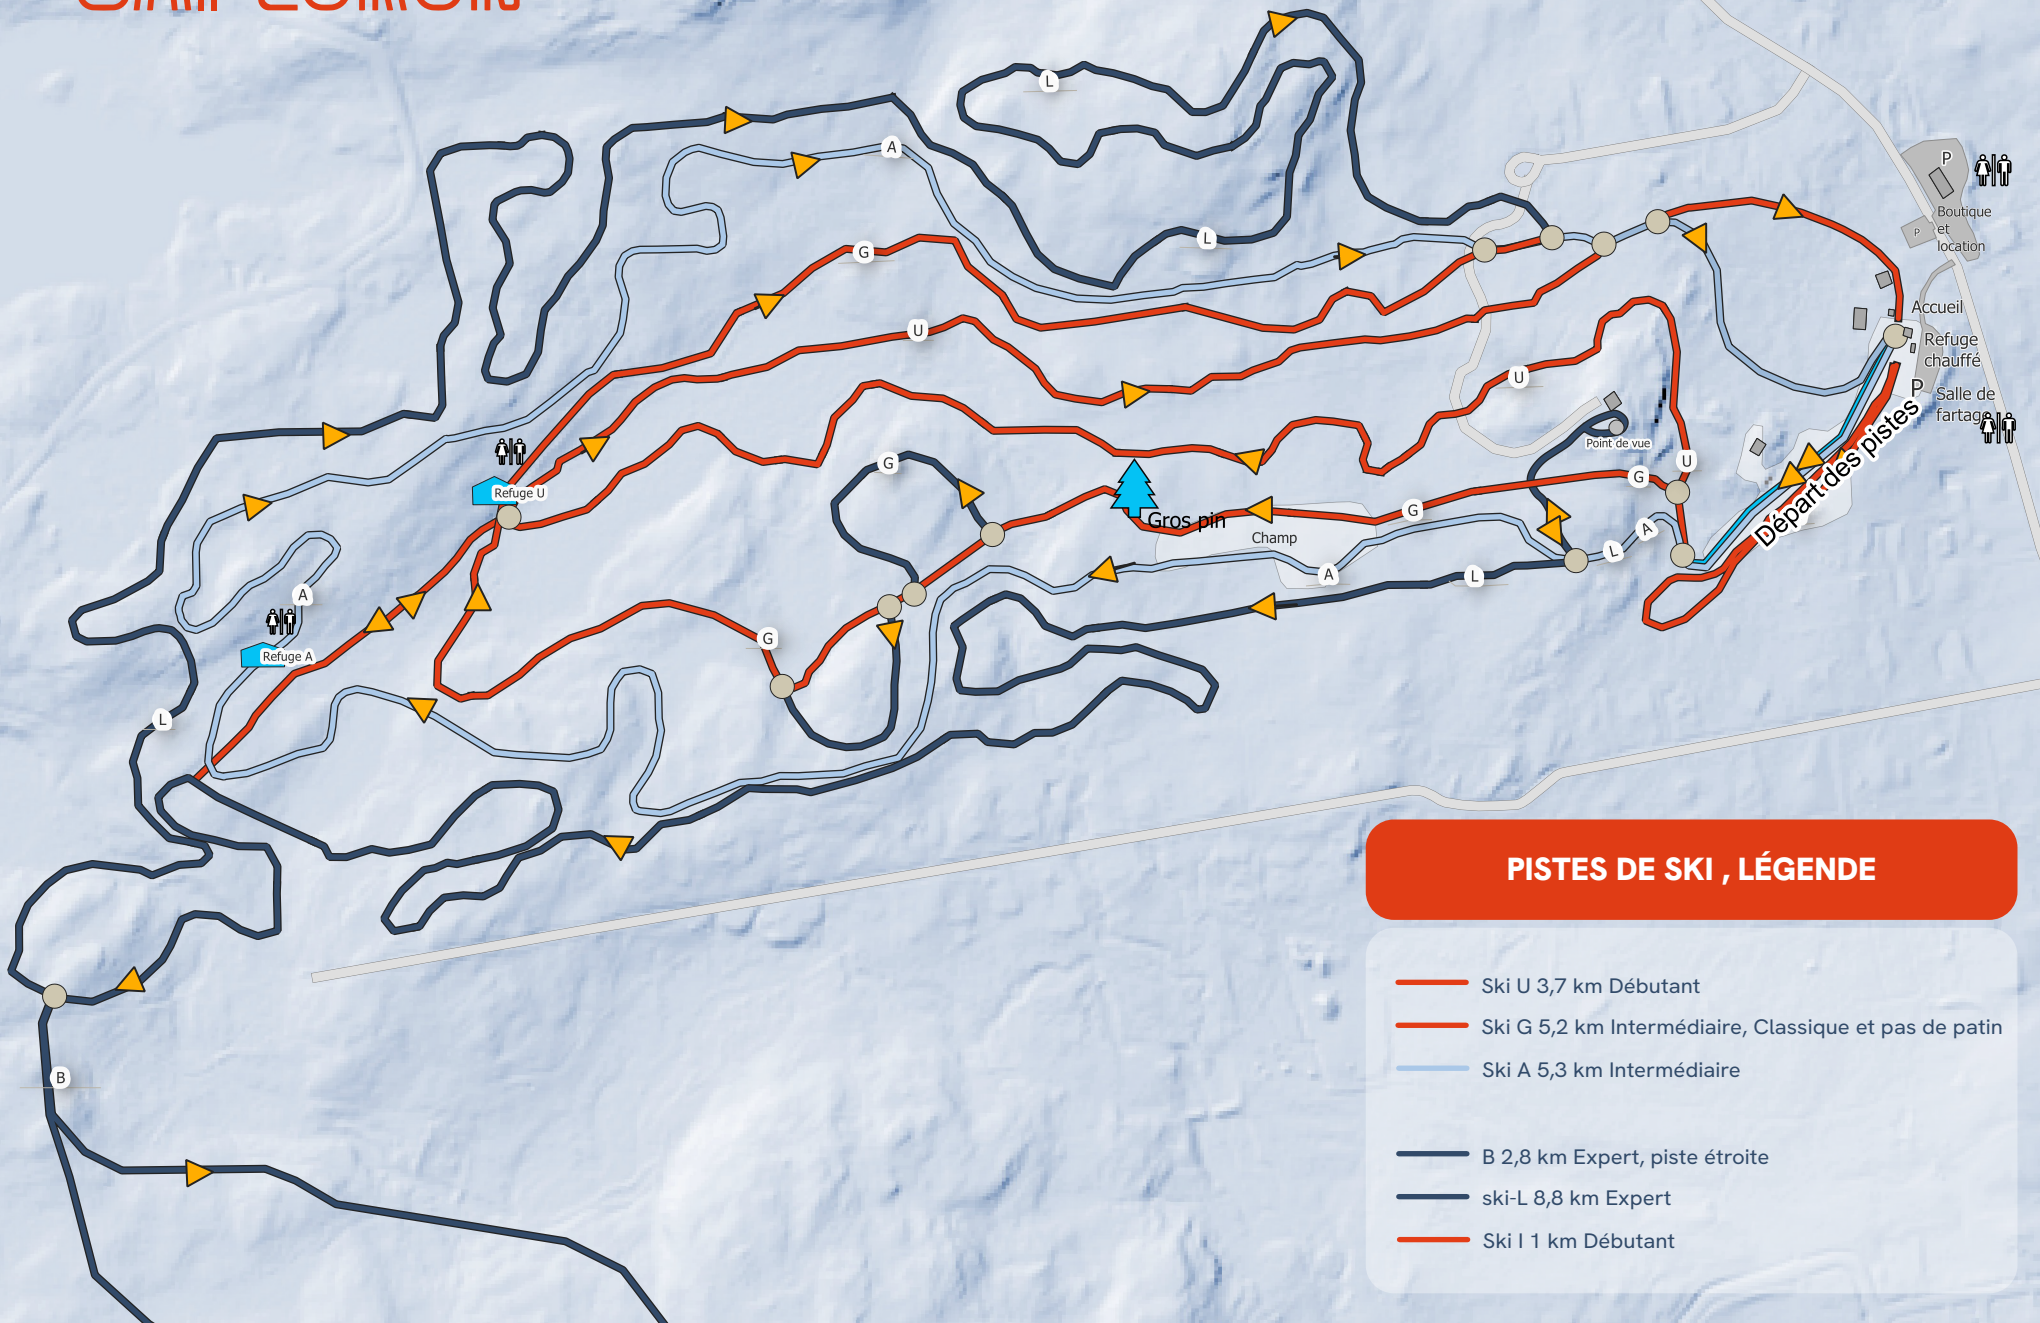 L
A
G
U
P
P
Boutique
et
location
Accueil
Refuge
chauffé
P
Salle de
fartage
Départ des pistes
L
U
Point de vue
U
G
G
G
Refuge U
Gros pin
Champ
L
A
A
L
A
Refuge A
G
L
B
PISTES DE SKI , LÉGENDE
Ski U 3,7 km Débutant
Ski G 5,2 km Intermédiaire, Classique et pas de patin
Ski A 5,3 km Intermédiaire
B 2,8 km Expert, piste étroite
ski-L 8,8 km Expert
Ski I 1 km Débutant